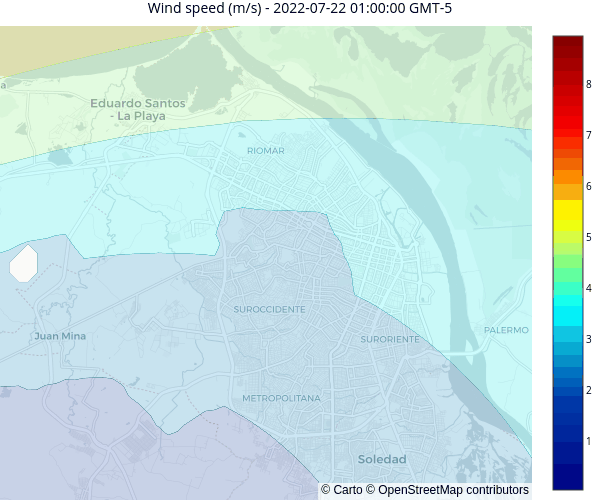 Wind speed (m/s) - 2022-07-22 01:00:00 GMT-5
a
Eduardo Santos
- La Playa
RIOMAR
SUROCCIDENTE
PALERMO
Juan Mina
SURORIENTE
METROPOLITANA
Soledad
© Carto © OpenStreetMap contributors
8
7
6
5
4
3
2
1